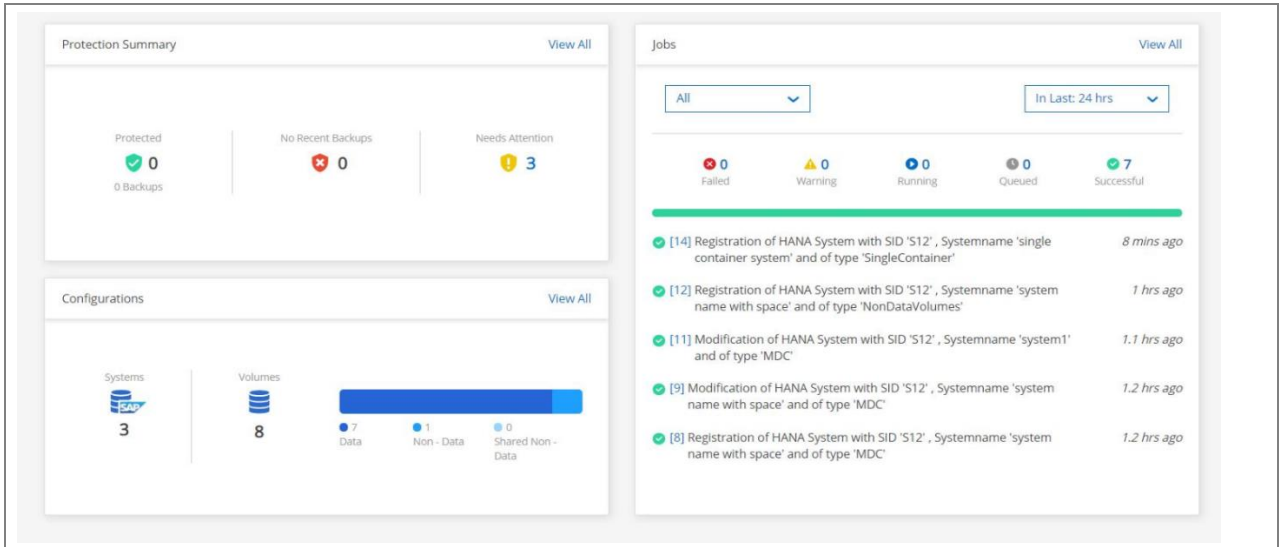 Protection Summary
View All
Protected
0
0 Backups
No Recent Backups
0
Needs Attention
3
Configurations
View All
Systems
SAP
3
Volumes
8
7
Data
1
Non - Data
0
Shared Non -
Data
Jobs
View All
All
In Last: 24 hrs
0
Failed
0
Warning
0
Running
0
Queued
7
Successful
[14] Registration of HANA System with SID 'S12' , Systemname 'single
container system' and of type 'SingleContainer'
8 mins ago
[12] Registration of HANA System with SID 'S12' , Systemname 'system
name with space' and of type 'NonDataVolumes'
1 hrs ago
[11] Modification of HANA System with SID 'S12' , Systemname 'system1'
and of type 'MDC'
1.1 hrs ago
[9] Modification of HANA System with SID 'S12' , Systemname 'system
name with space' and of type 'MDC'
1.2 hrs ago
[8] Registration of HANA System with SID 'S12' , Systemname 'system
name with space' and of type 'MDC'
1.2 hrs ago